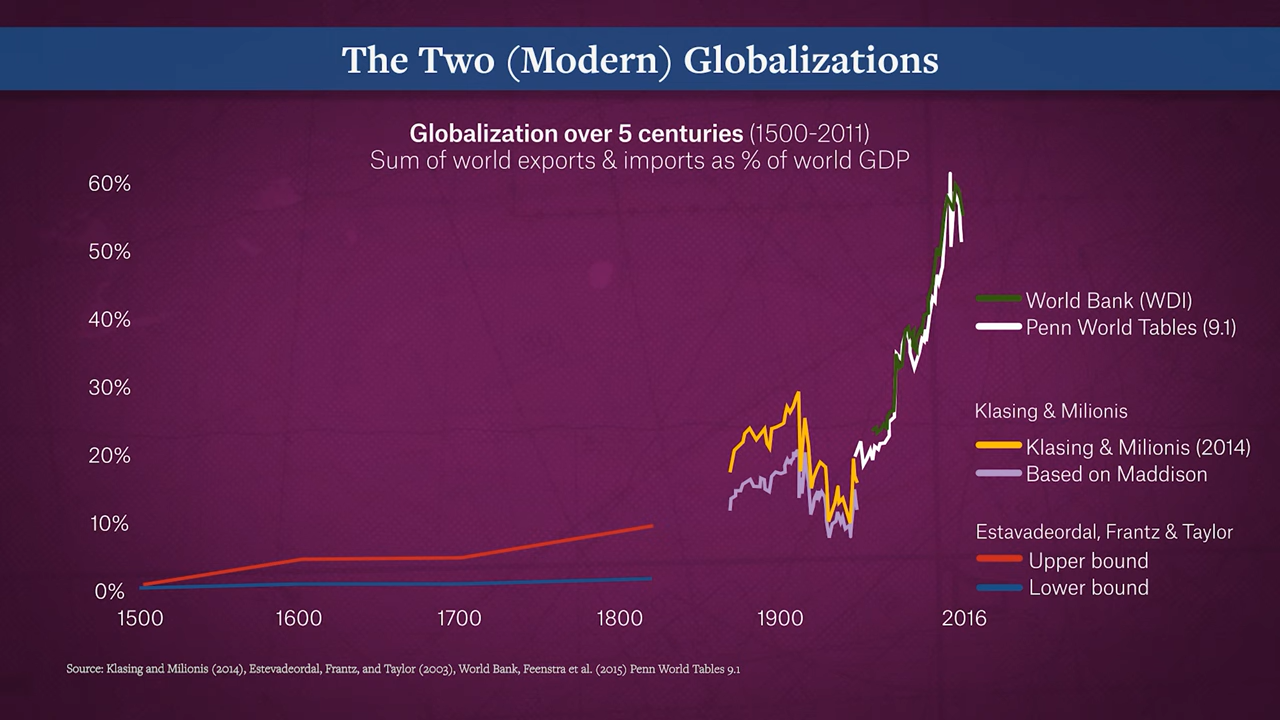 The Two (Modern) Globalizations
Globalization over 5 centuries (1500-2011)
Sum of world exports & imports as % of world GDP
60%
50%
40%
30%
20%
10%
0%
1500
1600
1700
1800
1900
2016
World Bank (WDI)
Penn World Tables (9.1)
Klasing & Milionis
Klasing & Milionis (2014)
Based on Maddison
Estavadeordal, Frantz & Taylor
Upper bound
Lower bound
Source: Klasing and Milionis (2014), Estevadeordal, Frantz, and Taylor (2003), World Bank, Feenstra et al. (2015) Penn World Tables 9.1